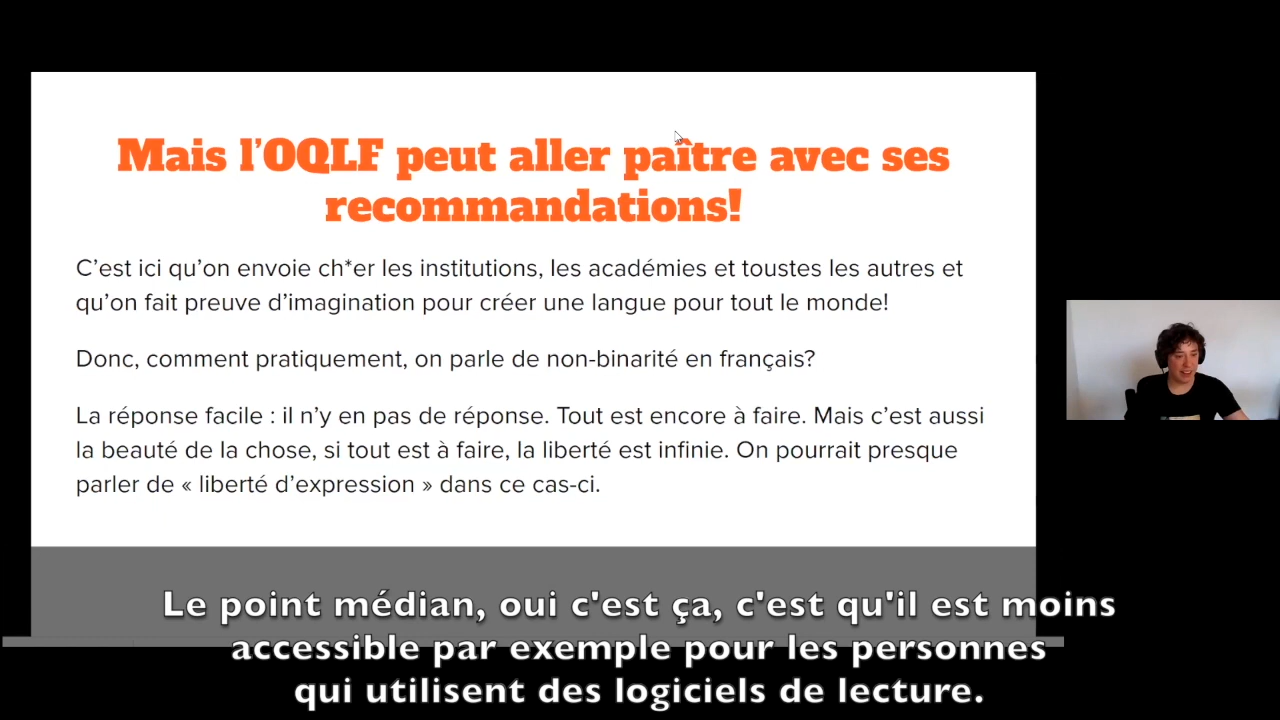 Mais l’OQLF peut aller paître avec ses
recommandations!
C’est ici qu’on envoie ch*er les institutions, les académies et toustes les autres et
qu’on fait preuve d’imagination pour créer une langue pour tout le monde!
Donc, comment pratiquement, on parle de non-binarité en français?
La réponse facile : il n’y en pas de réponse. Tout est encore à faire. Mais c’est aussi
la beauté de la chose, si tout est à faire, la liberté est infinie. On pourrait presque
parler de « liberté d’expression » dans ce cas-ci.
Le point médian, oui c'est ça, c'est qu'il est moins
accessible par exemple pour les personnes
qui utilisent des logiciels de lecture.